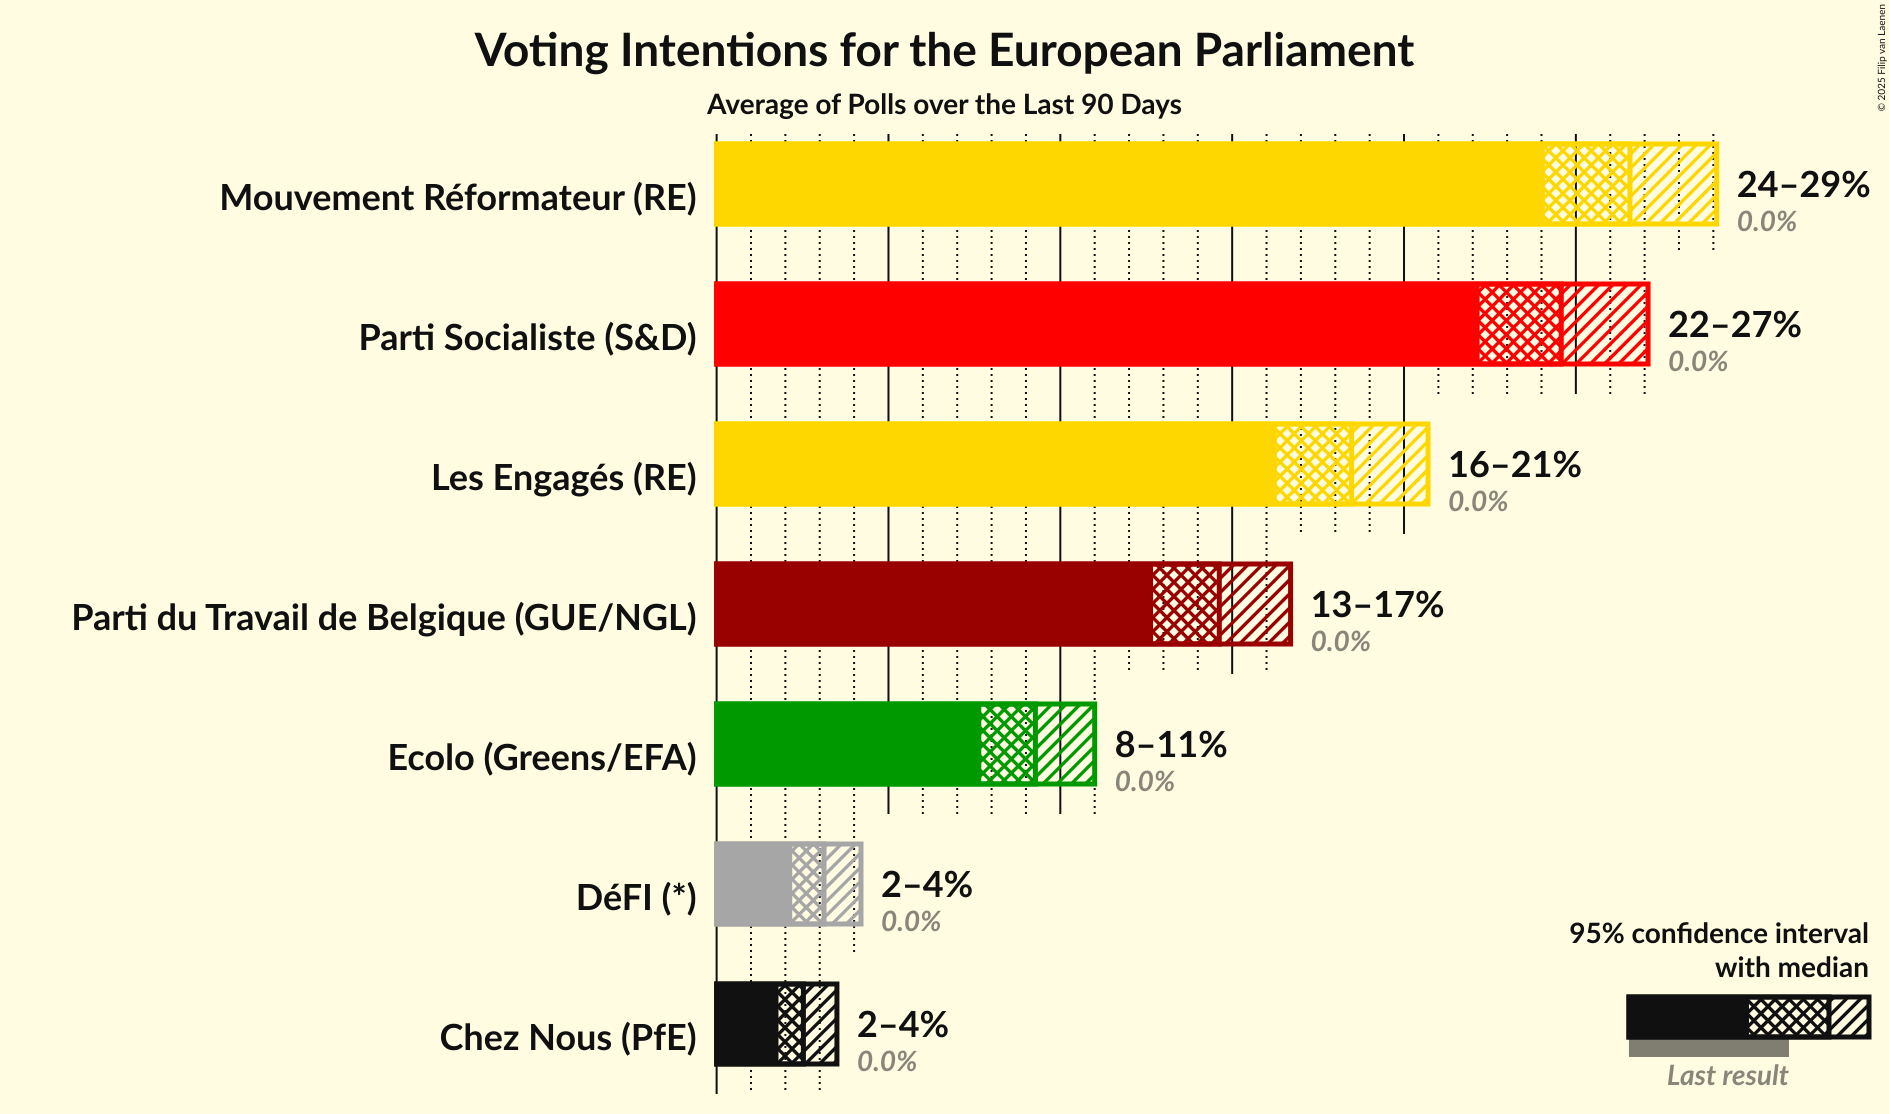 Voting Intentions for the European Parliament
Average of Polls over the Last 90 Days
© 2025 Filip van Laenen
Mouvement Réformateur (RE)
24–29%
0.0%
Parti Socialiste (S&D)
22–27%
0.0%
Les Engagés (RE)
16–21%
0.0%
Parti du Travail de Belgique (GUE/NGL)
13–17%
0.0%
Ecolo (Greens/EFA)
8–11%
0.0%
DéFI (*)
2–4%
0.0%
Chez Nous (PfE)
2–4%
0.0%
95% confidence interval
with median
Last result